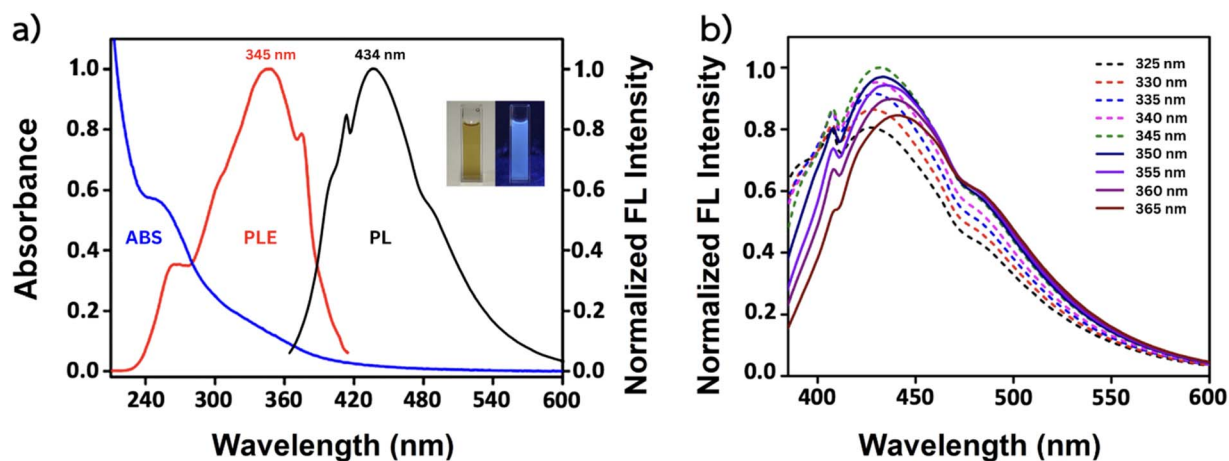 a)
345 nm
434 nm
1.0
0.8
0.6
0.4
0.2
0.0
Absorbance
ABS
PLE
PL
1.0
0.8
0.6
0.4
0.2
0.0
Normalized FL Intensity
240 300 360 420 480 540 600
Wavelength (nm)
b)
1.0
0.8
0.6
0.4
0.2
0.0
Normalized FL Intensity
325 nm
330 nm
335 nm
340 nm
345 nm
350 nm
355 nm
360 nm
365 nm
400 450 500 550 600
Wavelength (nm)